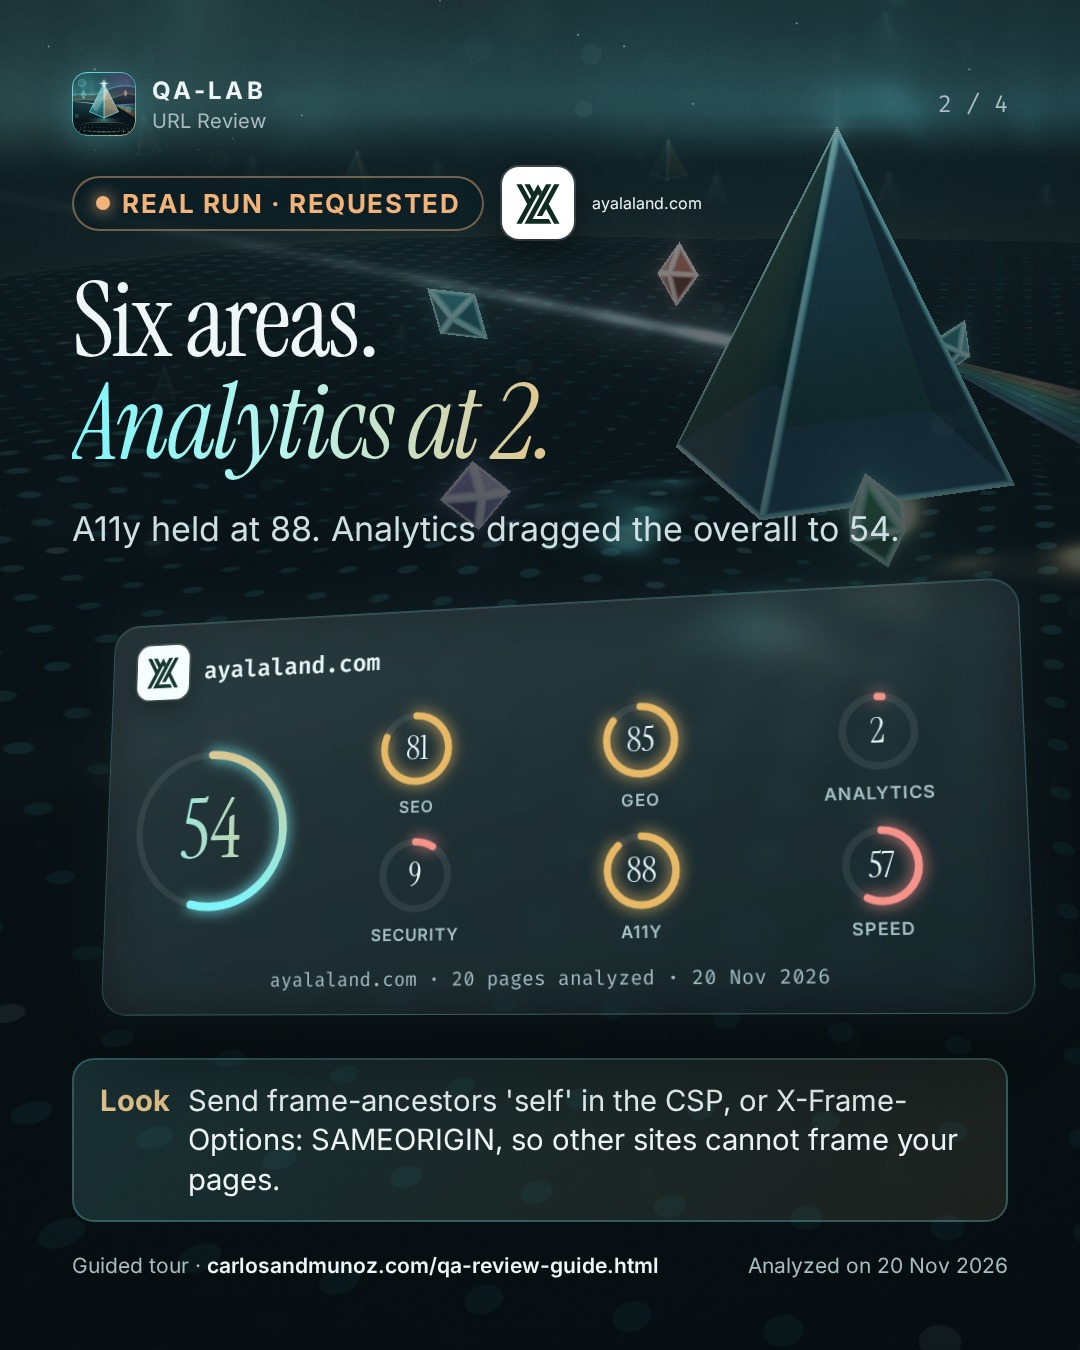 QA-LAB
URL Review
2 / 4
REAL RUN · REQUESTED
ayalaland.com
Six areas.
Analytics at 2.
A11y held at 88. Analytics dragged the overall to 54.
ayalaland.com
54
81
SEO
85
GEO
2
ANALYTICS
9
SECURITY
88
A11Y
57
SPEED
ayalaland.com · 20 pages analyzed · 20 Nov 2026
Look
Send frame-ancestors 'self' in the CSP, or X-Frame-
Options: SAMEORIGIN, so other sites cannot frame your
pages.
Guided tour · carlosandmunoz.com/qa-review-guide.html
Analyzed on 20 Nov 2026